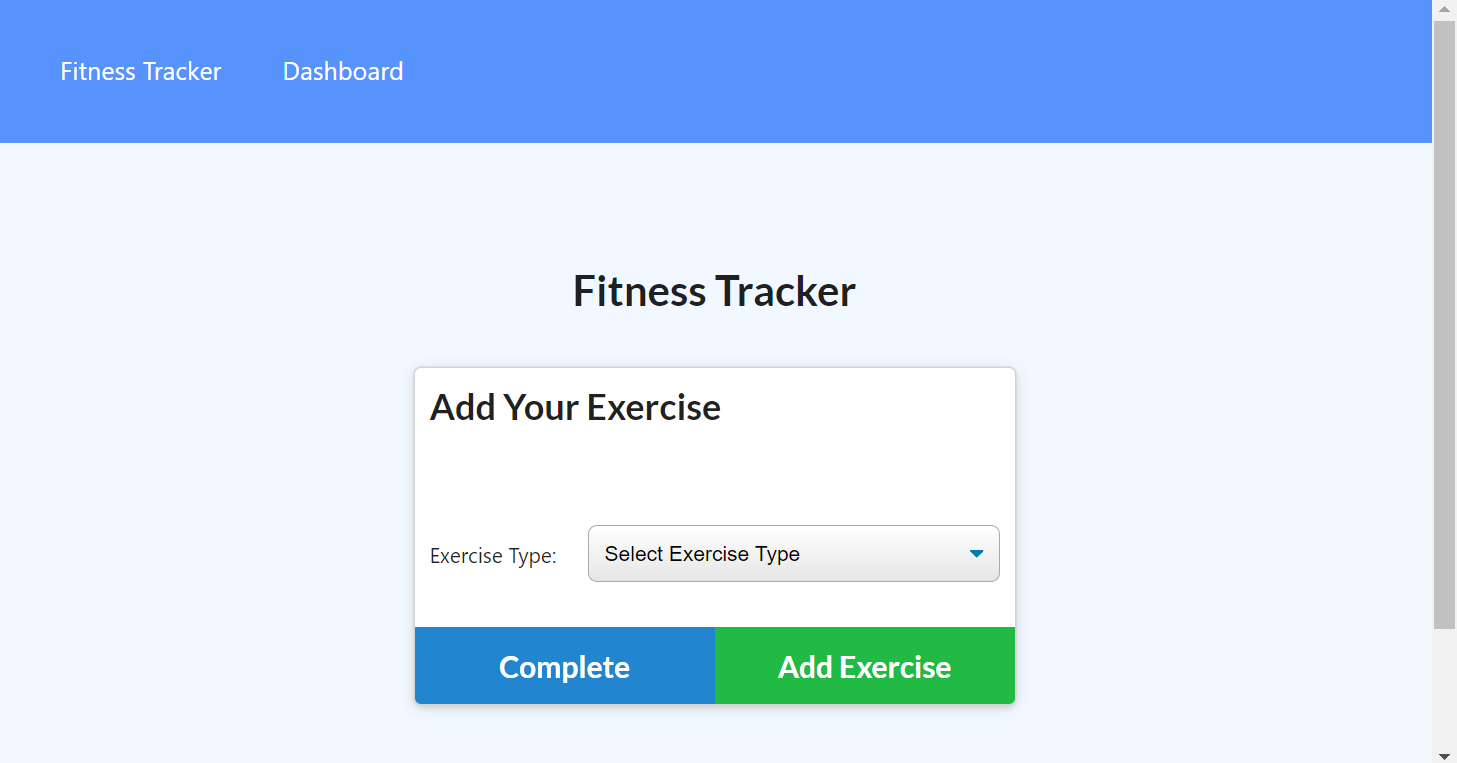 Fitness Tracker Dashboard
Fitness Tracker
Add Your Exercise
Exercise Type: Select Exercise Type
Complete Add Exercise